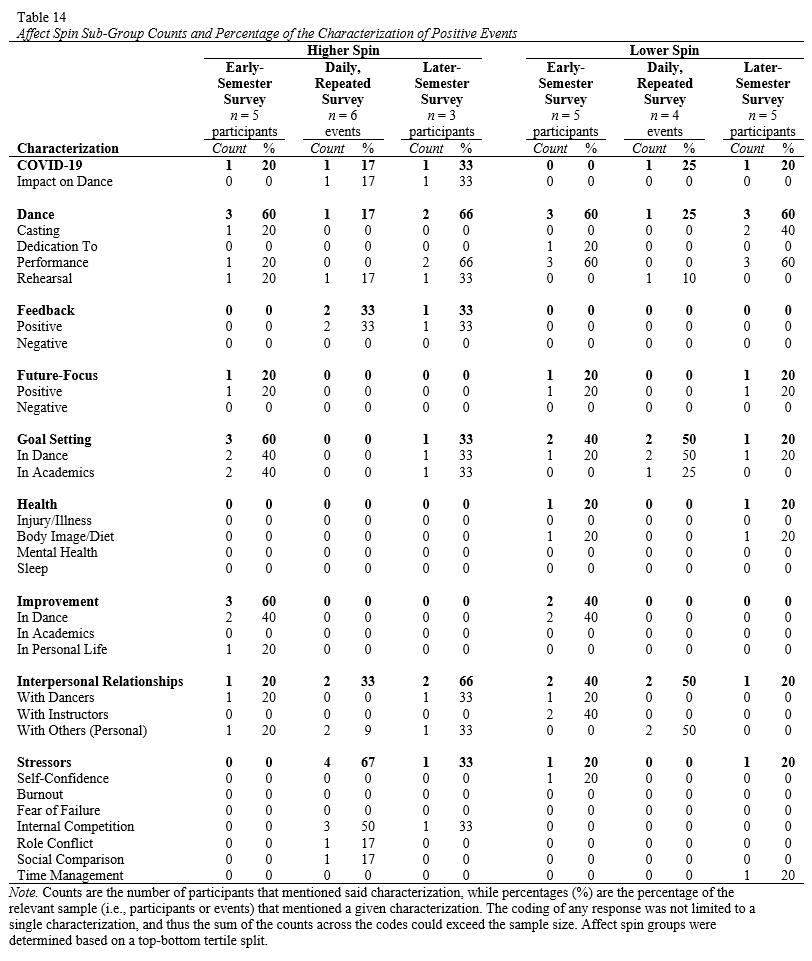 Table 14
Affect Spin Sub-Group Counts and Percentage of the Characterization of Positive Events
Higher Spin Lower Spin
Early- Daily, Later- Early- Daily, Later-
Semester Repeated Semester Semester Repeated Semester
Survey Survey Survey Survey Survey Survey
n = 5 n = 6 n = 3 n = 5 n = 4 n = 5
participants events participants participants events participants
Characterization Count % Count % Count % Count % Count % Count %
COVID-19 1 20 1 17 1 33 0 0 1 25 1 20
Impact on Dance 0 0 1 17 1 33 0 0 0 0 0 0
Dance 3 60 1 17 2 66 3 60 1 25 3 60
Casting 1 20 0 0 0 0 0 0 0 0 2 40
Dedication To 0 0 0 0 0 0 1 20 0 0 0 0
Performance 1 20 0 0 2 66 3 60 0 0 3 60
Rehearsal 1 20 1 17 1 33 0 0 1 10 0 0
Feedback 0 0 2 33 1 33 0 0 0 0 0 0
Positive 0 0 2 33 1 33 0 0 0 0 0 0
Negative 0 0 0 0 0 0 0 0 0 0 0 0
Future-Focus 1 20 0 0 0 0 1 20 0 0 1 20
Positive 1 20 0 0 0 0 1 20 0 0 1 20
Negative 0 0 0 0 0 0 0 0 0 0 0 0
Goal Setting 3 60 0 0 1 33 2 40 2 50 1 20
In Dance 2 40 0 0 1 33 1 20 2 50 1 20
In Academics 2 40 0 0 1 33 0 0 1 25 0 0
Health 0 0 0 0 0 0 1 20 0 0 1 20
Injury/Illness 0 0 0 0 0 0 0 0 0 0 0 0
Body Image/Diet 0 0 0 0 0 0 1 20 0 0 1 20
Mental Health 0 0 0 0 0 0 0 0 0 0 0 0
Sleep 0 0 0 0 0 0 0 0 0 0 0 0
Improvement 3 60 0 0 0 0 2 40 0 0 0 0
In Dance 2 40 0 0 0 0 2 40 0 0 0 0
In Academics 0 0 0 0 0 0 0 0 0 0 0 0
In Personal Life 1 20 0 0 0 0 0 0 0 0 0 0
Interpersonal Relationships 1 20 2 33 2 66 2 40 2 50 1 20
With Dancers 1 20 0 0 1 33 1 20 0 0 0 0
With Instructors 0 0 0 0 0 0 2 40 0 0 0 0
With Others (Personal) 1 20 2 9 1 33 0 0 2 50 0 0
Stressors 0 0 4 67 1 33 1 20 0 0 1 20
Self-Confidence 0 0 0 0 0 0 1 20 0 0 0 0
Burnout 0 0 0 0 0 0 0 0 0 0 0 0
Fear of Failure 0 0 0 0 0 0 0 0 0 0 0 0
Internal Competition 0 0 3 50 1 33 0 0 0 0 0 0
Role Conflict 0 0 1 17 0 0 0 0 0 0 0 0
Social Comparison 0 0 1 17 0 0 0 0 0 0 0 0
Time Management 0 0 0 0 0 0 0 0 0 0 1 20
Note. Counts are the number of participants that mentioned said characterization, while percentages (%) are the percentage of the
relevant sample (i.e., participants or events) that mentioned a given characterization. The coding of any response was not limited to a
single characterization, and thus the sum of the counts across the codes could exceed the sample size. Affect spin groups were
determined based on a top-bottom tertile split.